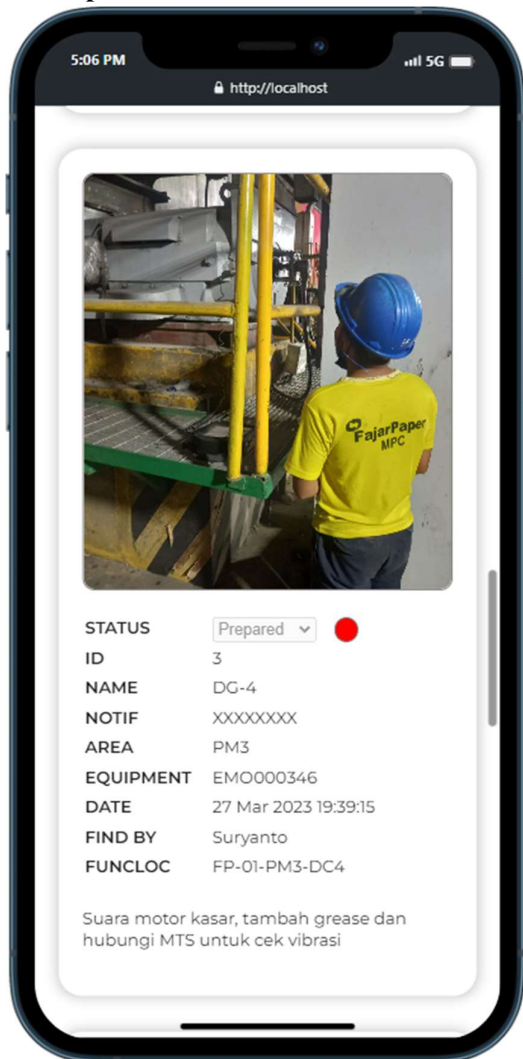 5:06 PM
5G
http://localhost
FajarPaper
MPC
STATUS Prepared
ID 3
NAME DG-4
NOTIF XXXXXXXX
AREA PM3
EQUIPMENT EMO000346
DATE 27 Mar 2023 19:39:15
FIND BY Suryanto
FUNCLOC FP-01-PM3-DC4
Suara motor kasar, tambah grease dan
hubungi MTS untuk cek vibrasi